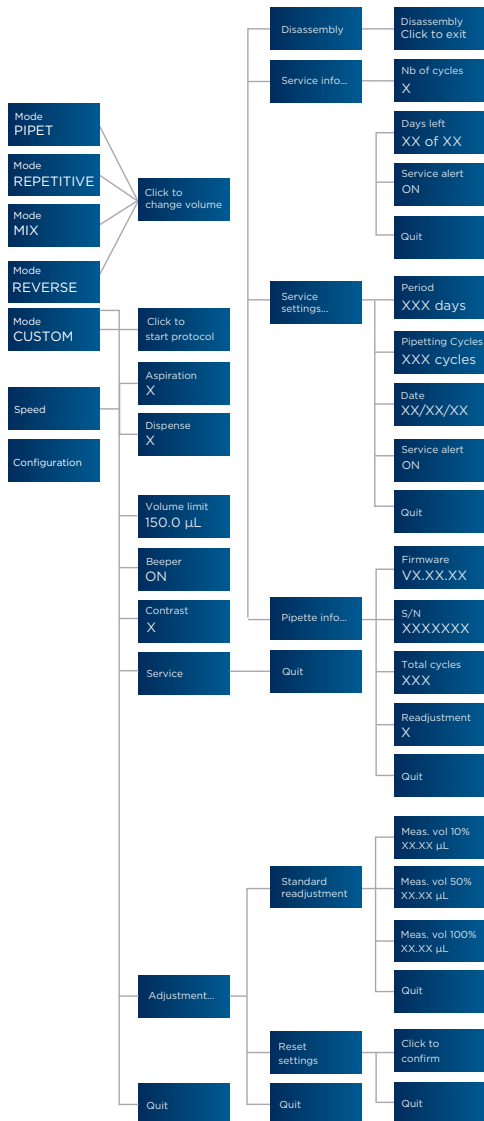 Mode
PIPET
Mode
REPETITIVE
Mode
MIX
Mode
REVERSE
Mode
CUSTOM
Speed
Configuration
Click to
change volume
Click to
start protocol
Aspiration
X
Dispense
X
Volume limit
150.0 µL
Beeper
ON
Contrast
X
Service
Adjustment...
Quit
Disassembly
Service info...
Service
settings...
Pipette info...
Quit
Standard
readjustment
Reset
settings
Quit
Disassembly
Click to exit
Nb of cycles
X
Days left
XX of XX
Service alert
ON
Quit
Period
XXX days
Pipetting Cycles
XXX cycles
Date
XX/XX/XX
Service alert
ON
Quit
Firmware
VX.XX.XX
S/N
XXXXXXX
Total cycles
XXX
Readjustment
X
Quit
Meas. vol 10%
XX.XX µL
Meas. vol 50%
XX.XX µL
Meas. vol 100%
XX.XX µL
Quit
Click to
confirm
Quit